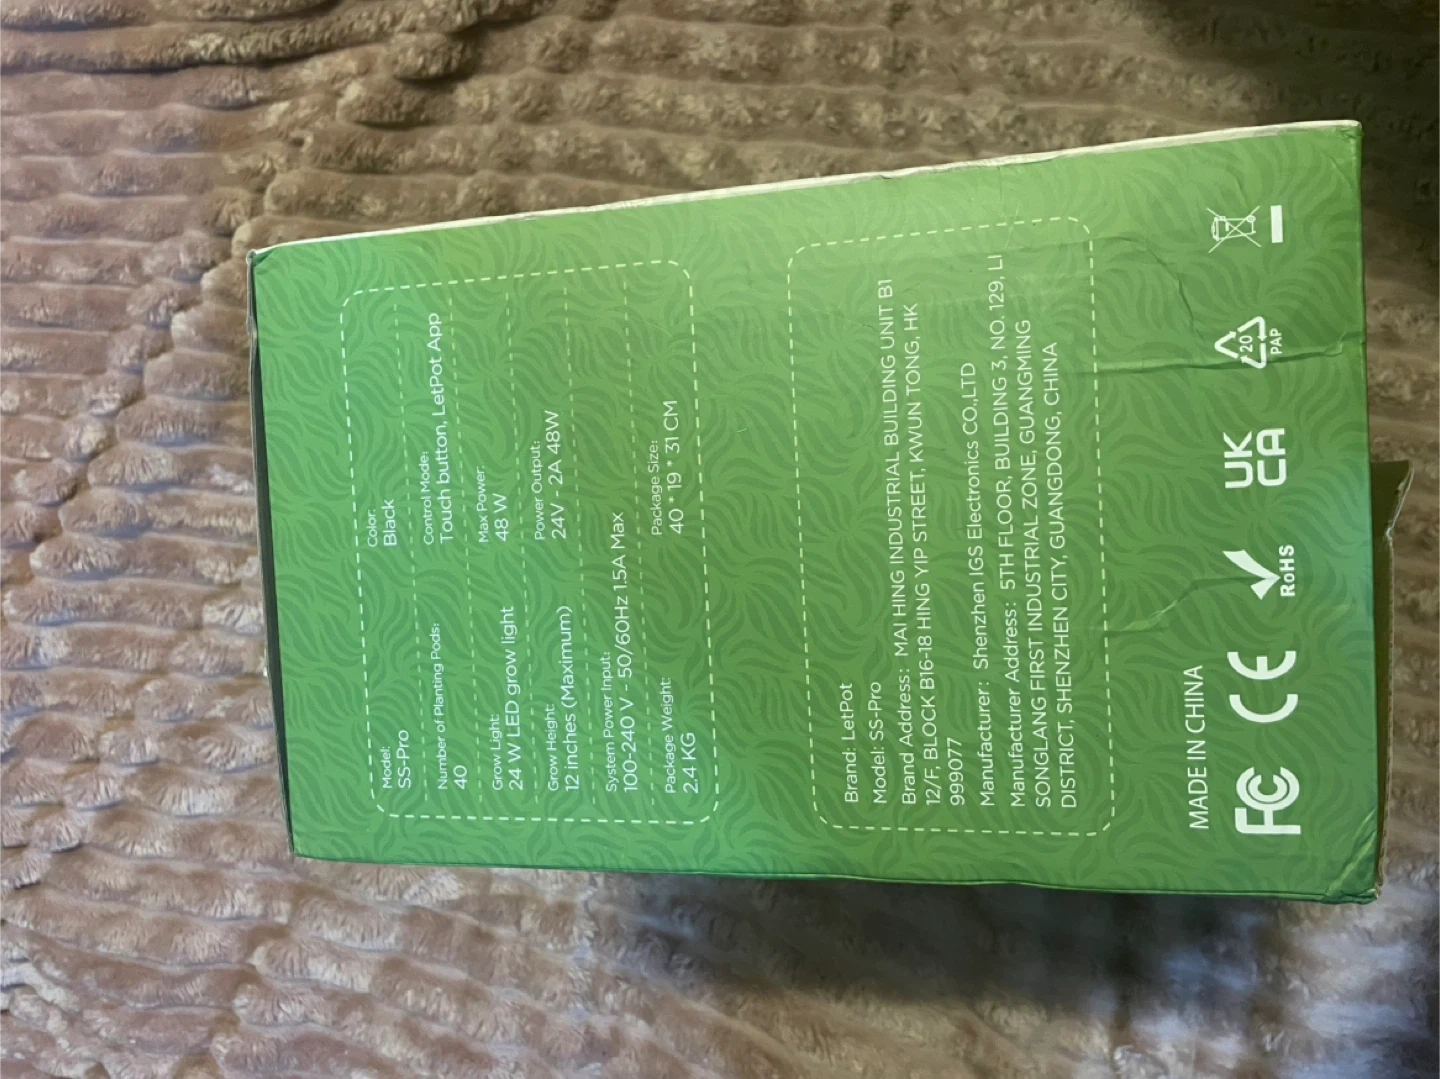 Model:
SS-Pro
Color:
Black
Number of Planting Pods:
40
Control Mode:
Touch button, LetPot App
Grow Light:
24 W LED grow light
Max Power:
48 W
Grow Height:
12 inches (Maximum)
Power Output:
24V - 2A 48W
System Power Input:
100-240 V - 50/60Hz 1.5A Max
Package Weight:
2.4 KG
Package Size:
40 * 19 * 31 CM
Brand: LetPot
Model: SS-Pro
Brand Address: MAI HING INDUSTRIAL BUILDING UNIT B1
12/F, BLOCK B16-18 HING YIP STREET, KWUN TONG, HK
999077
Manufacturer: Shenzhen IGS Electronics CO.,LTD
Manufacturer Address: 5TH FLOOR, BUILDING 3, NO. 129, LI
SONGLANG FIRST INDUSTRIAL ZONE, GUANGMING
DISTRICT, SHENZHEN CITY, GUANGDONG, CHINA
MADE IN CHINA
FC CE RoHS UK
CA
20
PAP